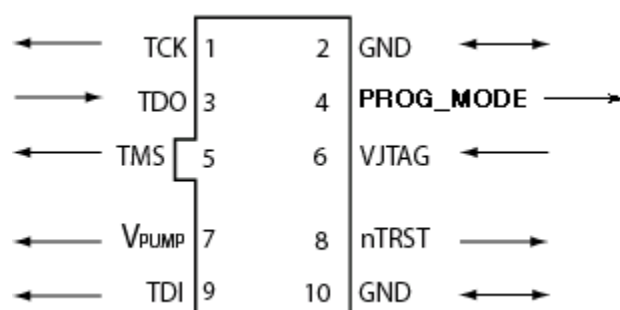 TCK 1 2 GND
TDO 3 4 PROG_MODE
TMS 5 6 VJTAG
VPUMP 7 8 nTRST
TDI 9 10 GND